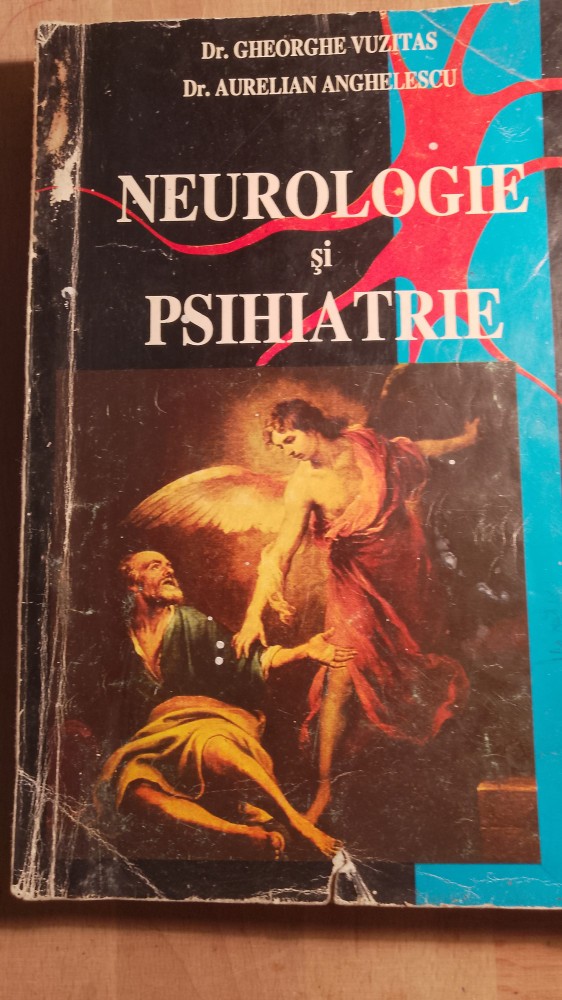 Dr. GHEORGHE VUZITAS
Dr. AURELIAN ANGHELESCU
NEUROLOGIE
şi
PSIHIATRIE